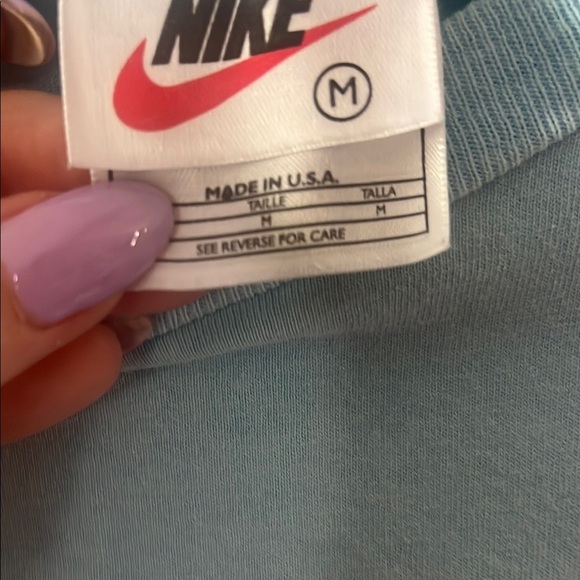 NIKE
M
MADE IN U.S.A.
TAILLE TALLA
M M
SEE REVERSE FOR CARE